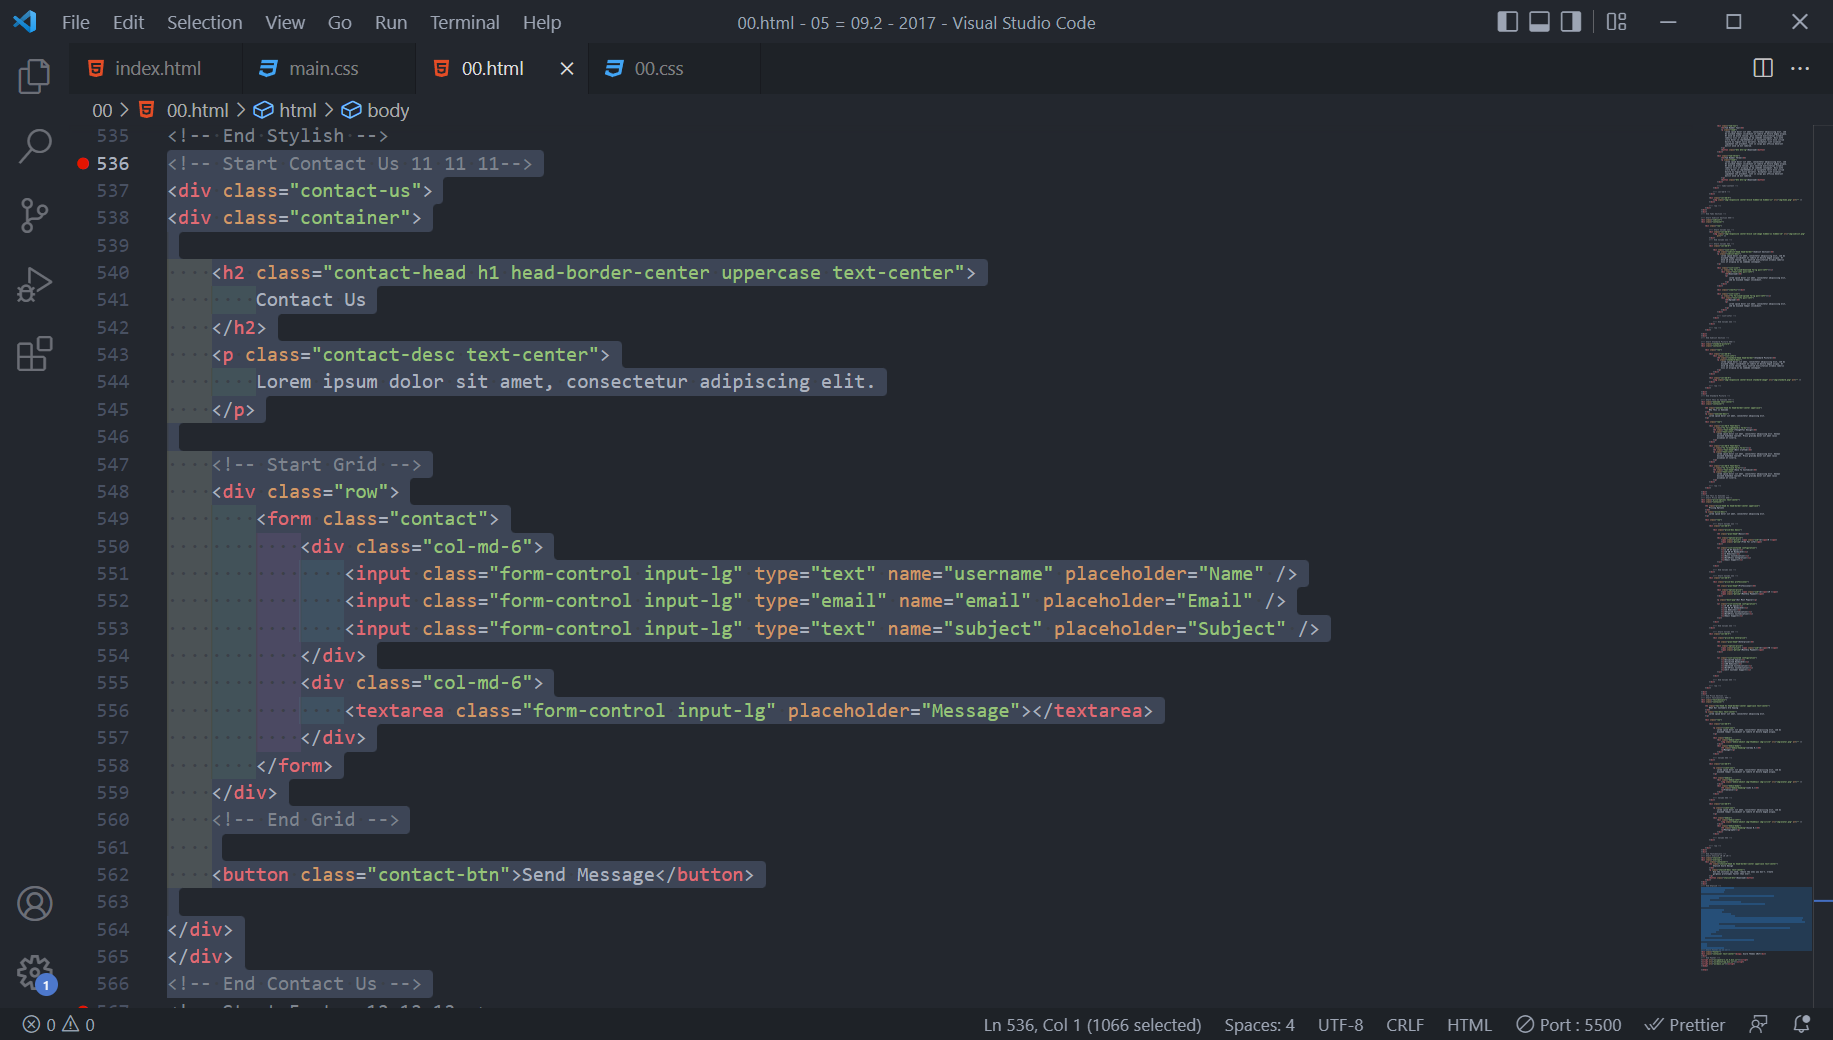 File Edit Selection View Go Run Terminal Help 00.html - 05 = 09.2 - 2017 - Visual Studio Code
index.html main.css 00.html 00.css
00 > 00.html > html > body
535 <!-- End Stylish -->
536 <!-- Start Contact Us 11 11 11-->
537 <div class="contact-us">
538 <div class="container">
539
540 <h2 class="contact-head h1 head-border-center uppercase text-center">
541 Contact Us
542 </h2>
543 <p class="contact-desc text-center">
544 Lorem ipsum dolor sit amet, consectetur adipiscing elit.
545 </p>
546
547 <!-- Start Grid -->
548 <div class="row">
549 <form class="contact">
550 <div class="col-md-6">
551 <input class="form-control input-lg" type="text" name="username" placeholder="Name" />
552 <input class="form-control input-lg" type="email" name="email" placeholder="Email" />
553 <input class="form-control input-lg" type="text" name="subject" placeholder="Subject" />
554 </div>
555 <div class="col-md-6">
556 <textarea class="form-control input-lg" placeholder="Message"></textarea>
557 </div>
558 </form>
559 </div>
560 <!-- End Grid -->
561
562 <button class="contact-btn">Send Message</button>
563
564 </div>
565 </div>
566 <!-- End Contact Us -->
1
0 0 Ln 536, Col 1 (1066 selected) Spaces: 4 UTF-8 CRLF HTML Port : 5500 Prettier